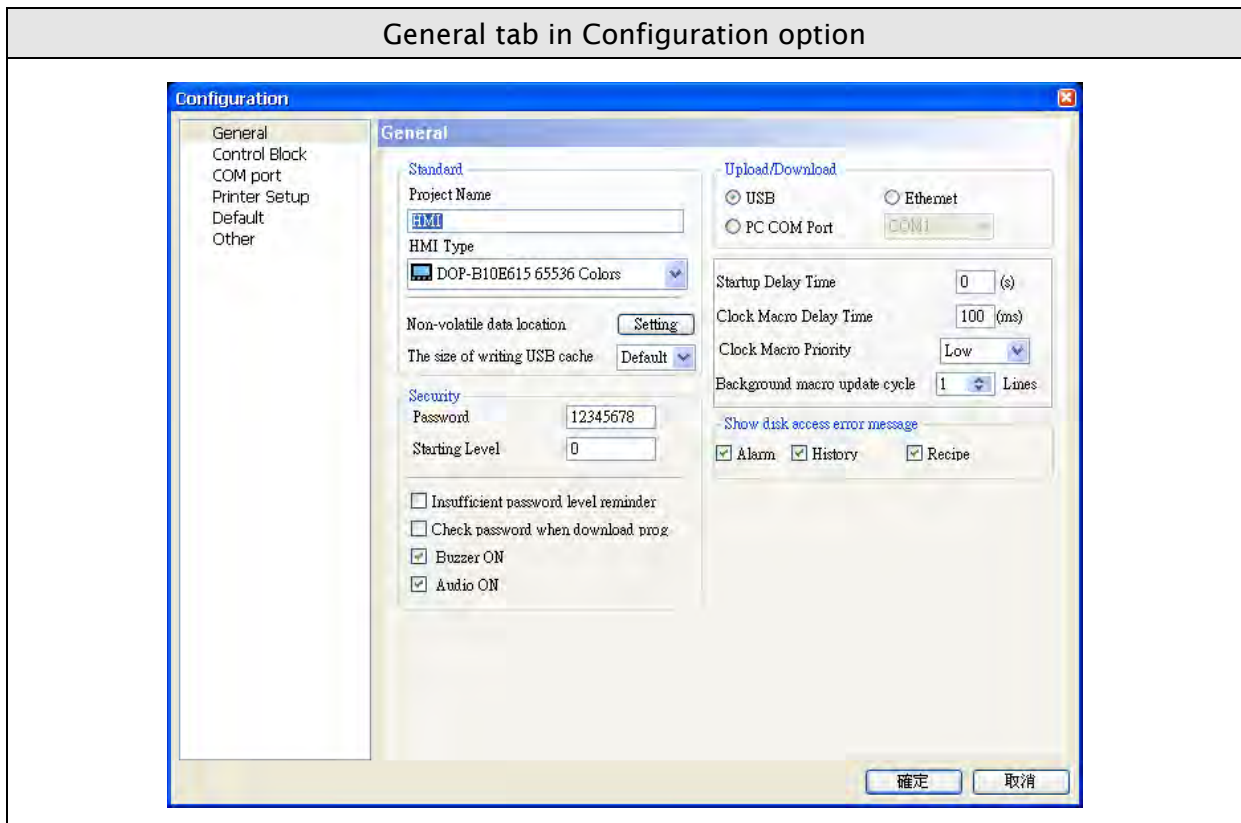 General tab in Configuration option
Configuration
General
Control Block
COM port
Printer Setup
Default
Other
General
Standard
Project Name
HMI
HMI Type
DOP-B10E615 65536 Colors
Non-volatile data location Setting
The size of writing USB cache Default
Security
Password 12345678
Starting Level 0
Insufficient password level reminder
Check password when download prog
Buzzer ON
Audio ON
Upload/Download
USB Ethernet
PC COM Port COM1
Startup Delay Time 0 (s)
Clock Macro Delay Time 100 (ms)
Clock Macro Priority Low
Background macro update cycle 1 Lines
Show disk access error message
Alarm History Recipe
確定 取消